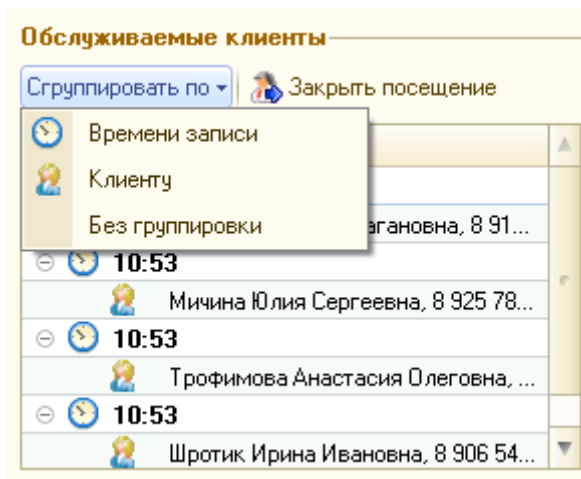 Обслуживаемые клиенты
Сгруппировать по Закрыть посещение
Времени записи
Клиенту
Без группировки агановна, 8 91...
10:53
Мичина Юлия Сергеевна, 8 925 78...
10:53
Трофимова Анастасия Олеговна, ...
10:53
Шротик Ирина Ивановна, 8 906 54...